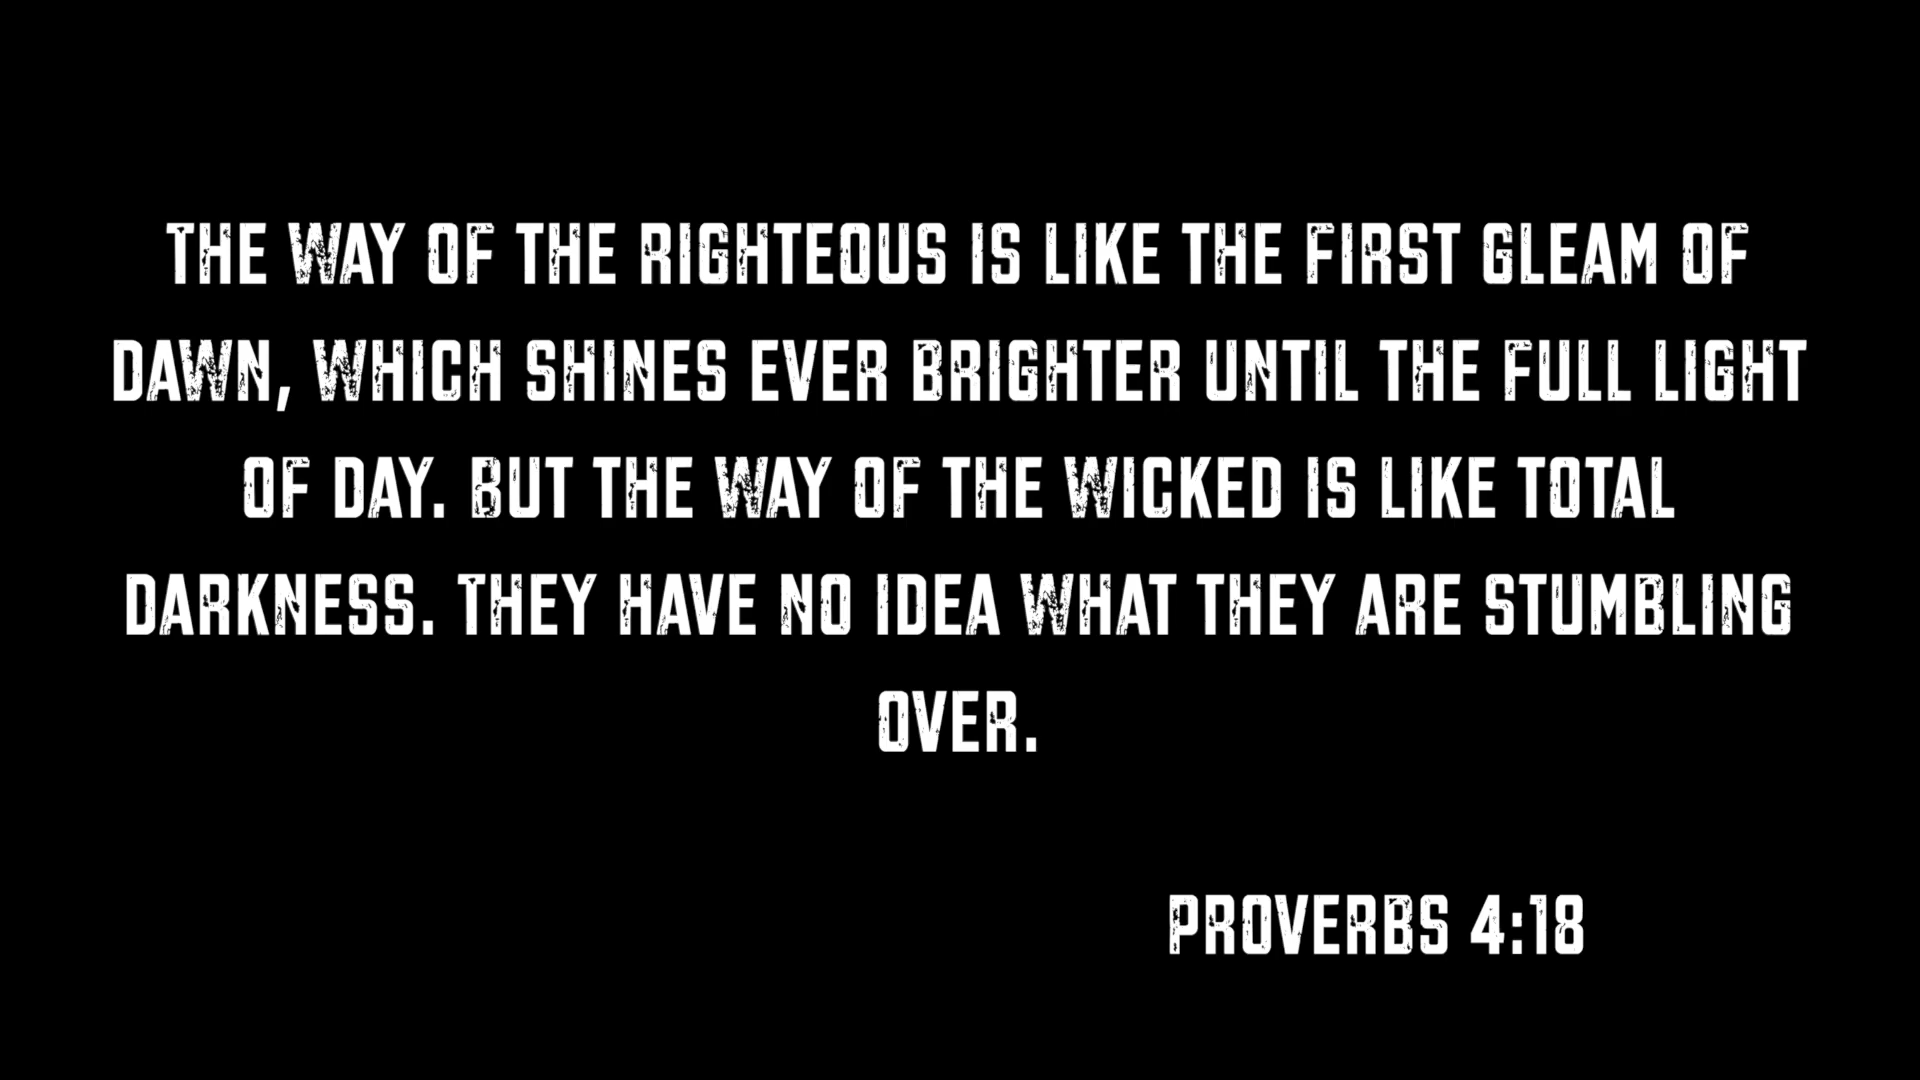 THE WAY OF THE RIGHTEOUS IS LIKE THE FIRST GLEAM OF
DAWN, WHICH SHINES EVER BRIGHTER UNTIL THE FULL LIGHT
OF DAY. BUT THE WAY OF THE WICKED IS LIKE TOTAL
DARKNESS. THEY HAVE NO IDEA WHAT THEY ARE STUMBLING
OVER.
PROVERBS 4:18